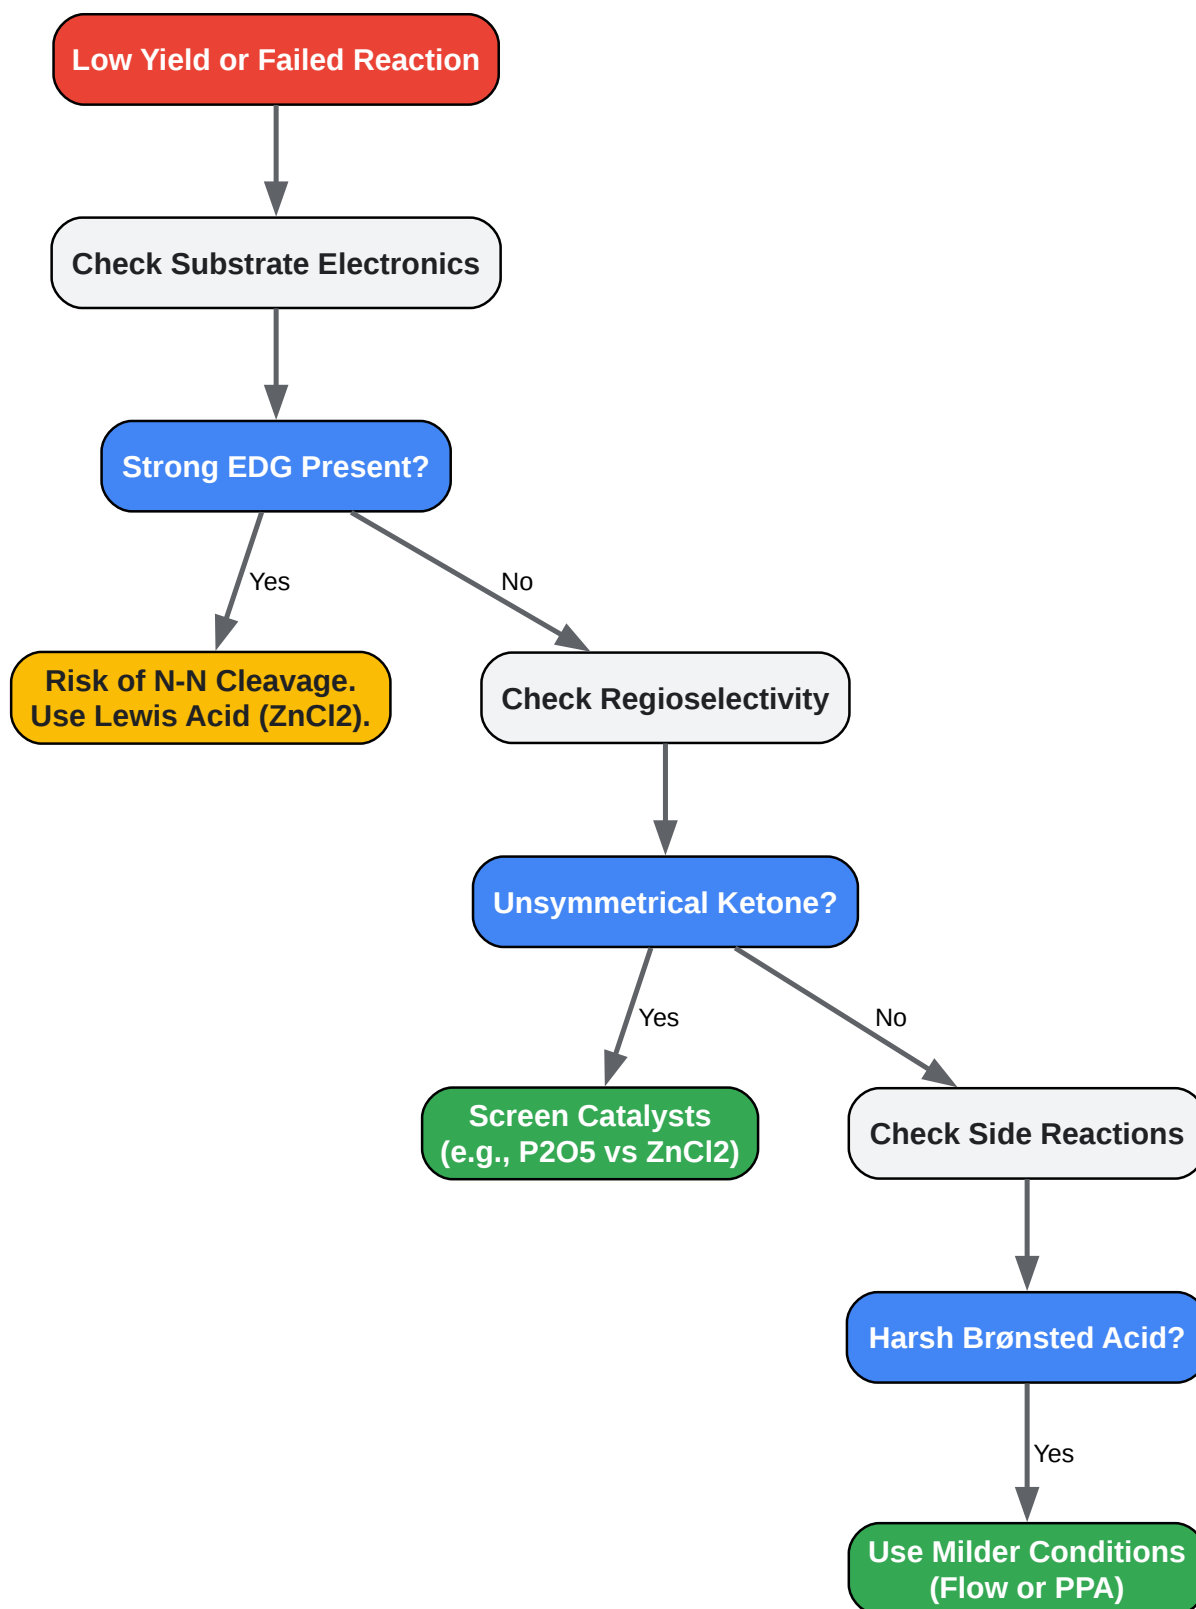 Low Yield or Failed Reaction
Check Substrate Electronics
Strong EDG Present?
Yes
No
Risk of N-N Cleavage.
Use Lewis Acid (ZnCl2).
Check Regioselectivity
Unsymmetrical Ketone?
Yes
No
Screen Catalysts
(e.g., P2O5 vs ZnCl2)
Check Side Reactions
Harsh Brønsted Acid?
Yes
Use Milder Conditions
(Flow or PPA)